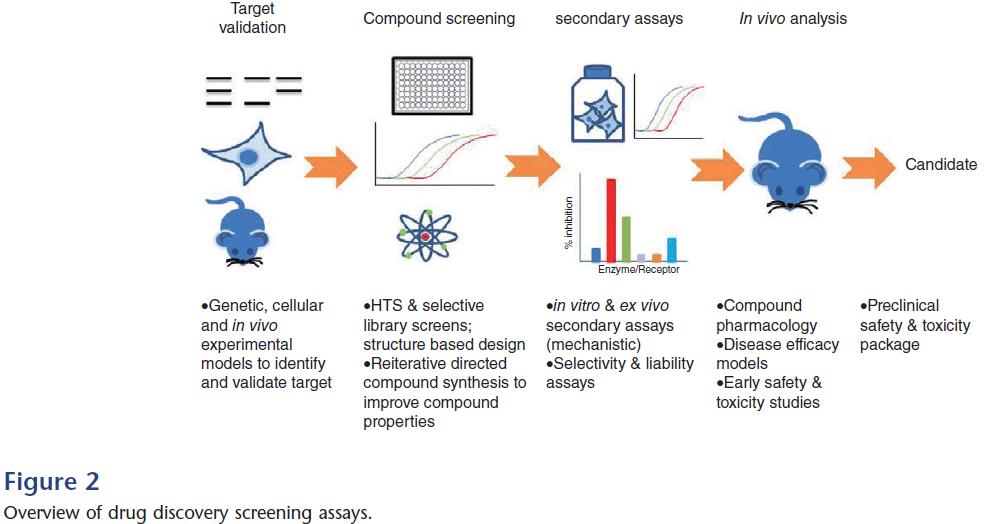 Target
validation
Compound screening
secondary assays
In vivo analysis
% inhibition
Enzyme/Receptor
Candidate
•Genetic, cellular
and in vivo
experimental
models to identify
and validate target
•HTS & selective
library screens;
structure based design
•Reiterative directed
compound synthesis to
improve compound
properties
•in vitro & ex vivo
secondary assays
(mechanistic)
•Selectivity & liability
assays
•Compound
pharmacology
•Disease efficacy
models
•Early safety &
toxicity studies
•Preclinical
safety & toxicity
package
Figure 2
Overview of drug discovery screening assays.